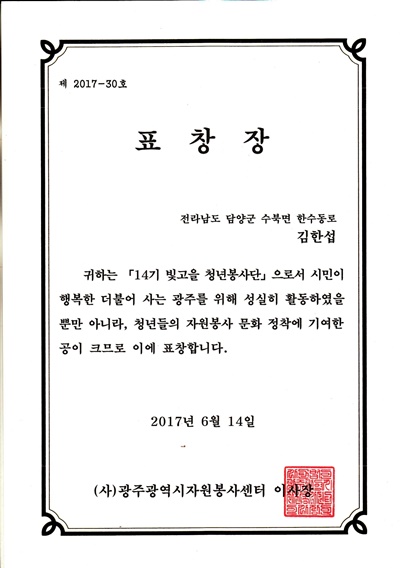 제 2017-30호
표 창 장
전라남도 담양군 수북면 한수동로
김한섭
귀하는 「14기 빛고을 청년봉사단」으로서 시민이
행복한 더불어 사는 광주를 위해 성실히 활동하였을
뿐만 아니라, 청년들의 자원봉사 문화 정착에 기여한
공이 크므로 이에 표창합니다.
2017년 6월 14일
(사)광주광역시자원봉사센터 이사장